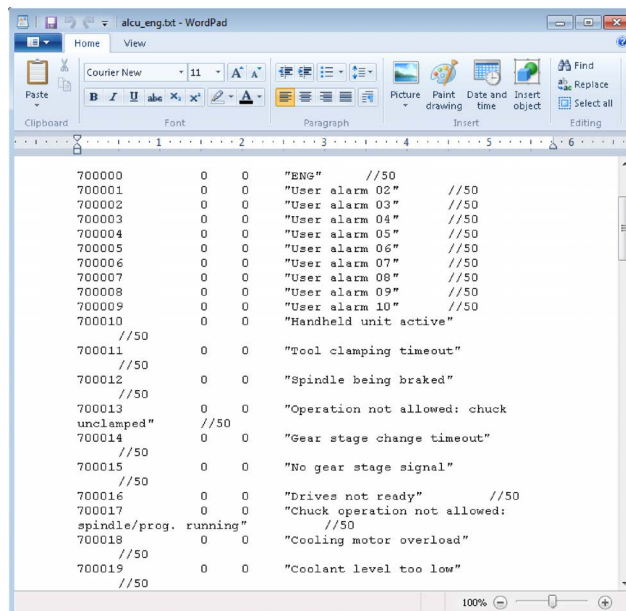 alcu_eng.txt - WordPad
Home View
Courier New 11 A A
Paste
B I U abc X₂ X² A
Picture Paint drawing Date and time Insert object
Find
Replace
Select all
Clipboard Font Paragraph Insert Editing
1 2 3 4 5 6
700000 0 0 "ENG" //50
700001 0 0 "User alarm 02" //50
700002 0 0 "User alarm 03" //50
700003 0 0 "User alarm 04" //50
700004 0 0 "User alarm 05" //50
700005 0 0 "User alarm 06" //50
700006 0 0 "User alarm 07" //50
700007 0 0 "User alarm 08" //50
700008 0 0 "User alarm 09" //50
700009 0 0 "User alarm 10" //50
700010 0 0 "Handheld unit active"
//50
700011 0 0 "Tool clamping timeout"
//50
700012 0 0 "Spindle being braked"
//50
700013 0 0 "Operation not allowed: chuck
unclamped" //50
700014 0 0 "Gear stage change timeout"
//50
700015 0 0 "No gear stage signal"
//50
700016 0 0 "Drives not ready" //50
700017 0 0 "Chuck operation not allowed:
spindle/prog. running" //50
700018 0 0 "Cooling motor overload"
//50
700019 0 0 "Coolant level too low"
//50
100%